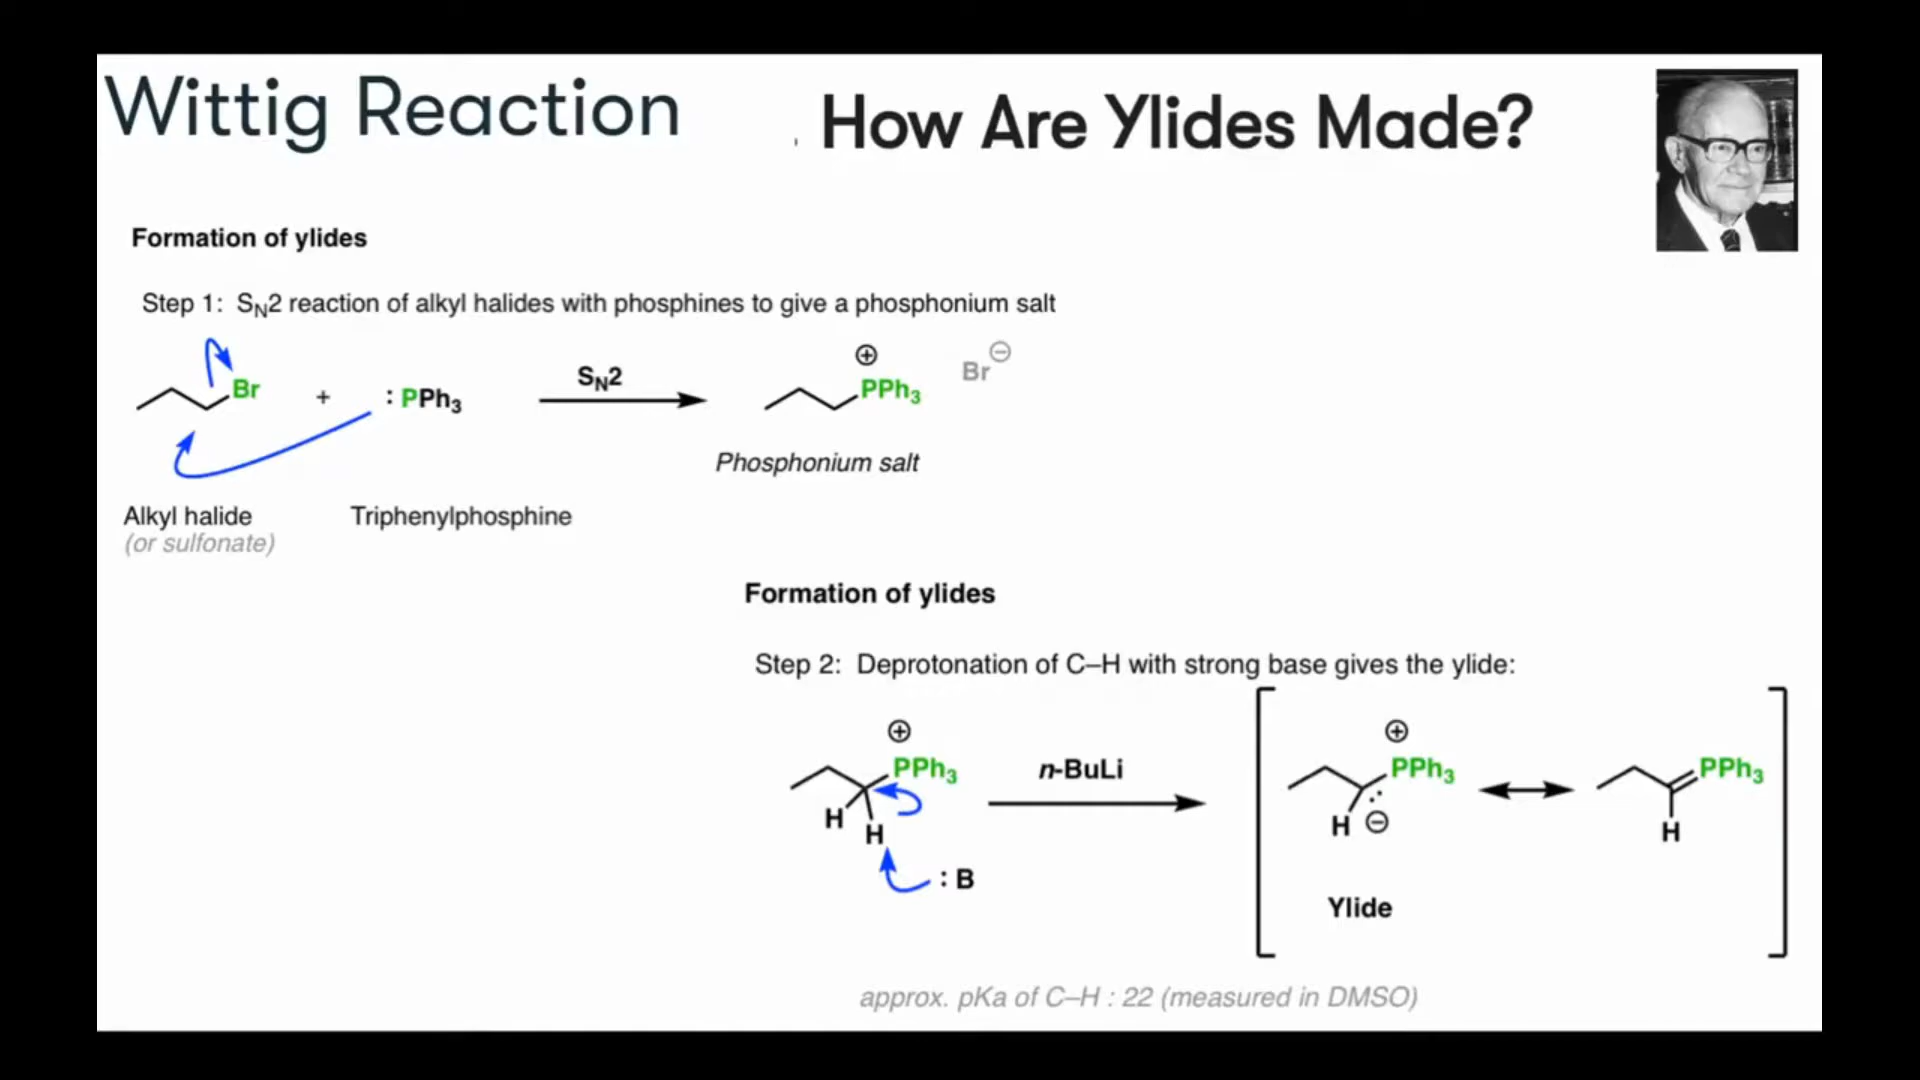 Wittig Reaction
How Are Ylides Made?
Formation of ylides
Step 1: SN2 reaction of alkyl halides with phosphines to give a phosphonium salt
Br + :PPh3 SN2 ⊕ PPh3 Br ⊖
Phosphonium salt
Alkyl halide
(or sulfonate)
Triphenylphosphine
Formation of ylides
Step 2: Deprotonation of C–H with strong base gives the ylide:
⊕ PPh3 H H :B
n-BuLi
⊕ PPh3 H ⊖
PPh3 H
Ylide
approx. pKa of C–H : 22 (measured in DMSO)